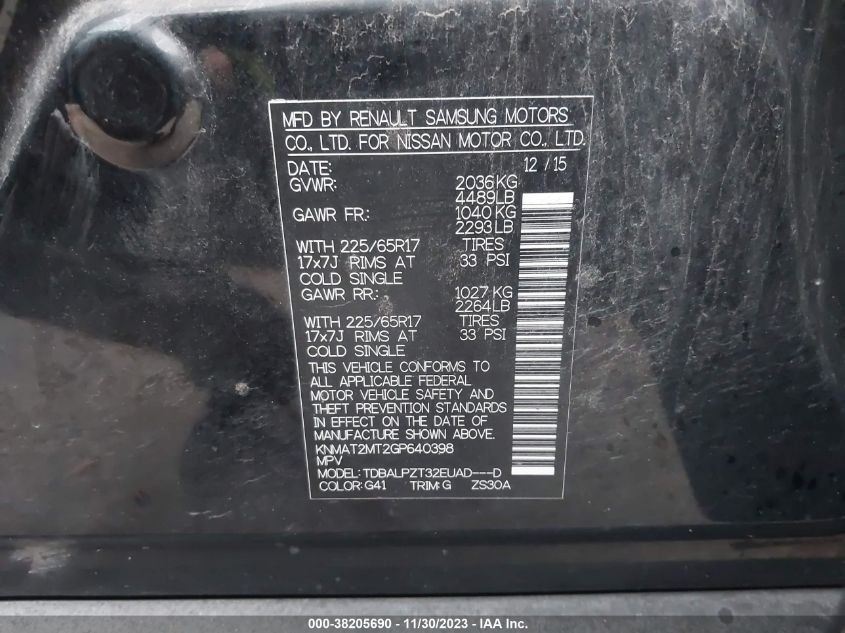 MFD BY RENAULT SAMSUNG MOTORS
CO., LTD. FOR NISSAN MOTOR CO., LTD.
DATE: 12 / 15
GVWR: 2036 KG
4489LB
GAWR FR.: 1040 KG
2293LB
WITH 225/65R17 TIRES
17x7J RIMS AT 33 PSI
COLD SINGLE
GAWR RR.: 1027 KG
2264LB
WITH 225/65R17 TIRES
17x7J RIMS AT 33 PSI
COLD SINGLE
THIS VEHICLE CONFORMS TO
ALL APPLICABLE FEDERAL
MOTOR VEHICLE SAFETY AND
THEFT PREVENTION STANDARDS
IN EFFECT ON THE DATE OF
MANUFACTURE SHOWN ABOVE.
KNMAT2MT2GP640398
MPV
MODEL: TDBALPZT32EUAD---D
COLOR: G41 TRIM: G ZS30A
000-38205690 - 11/30/2023 - IAA Inc.